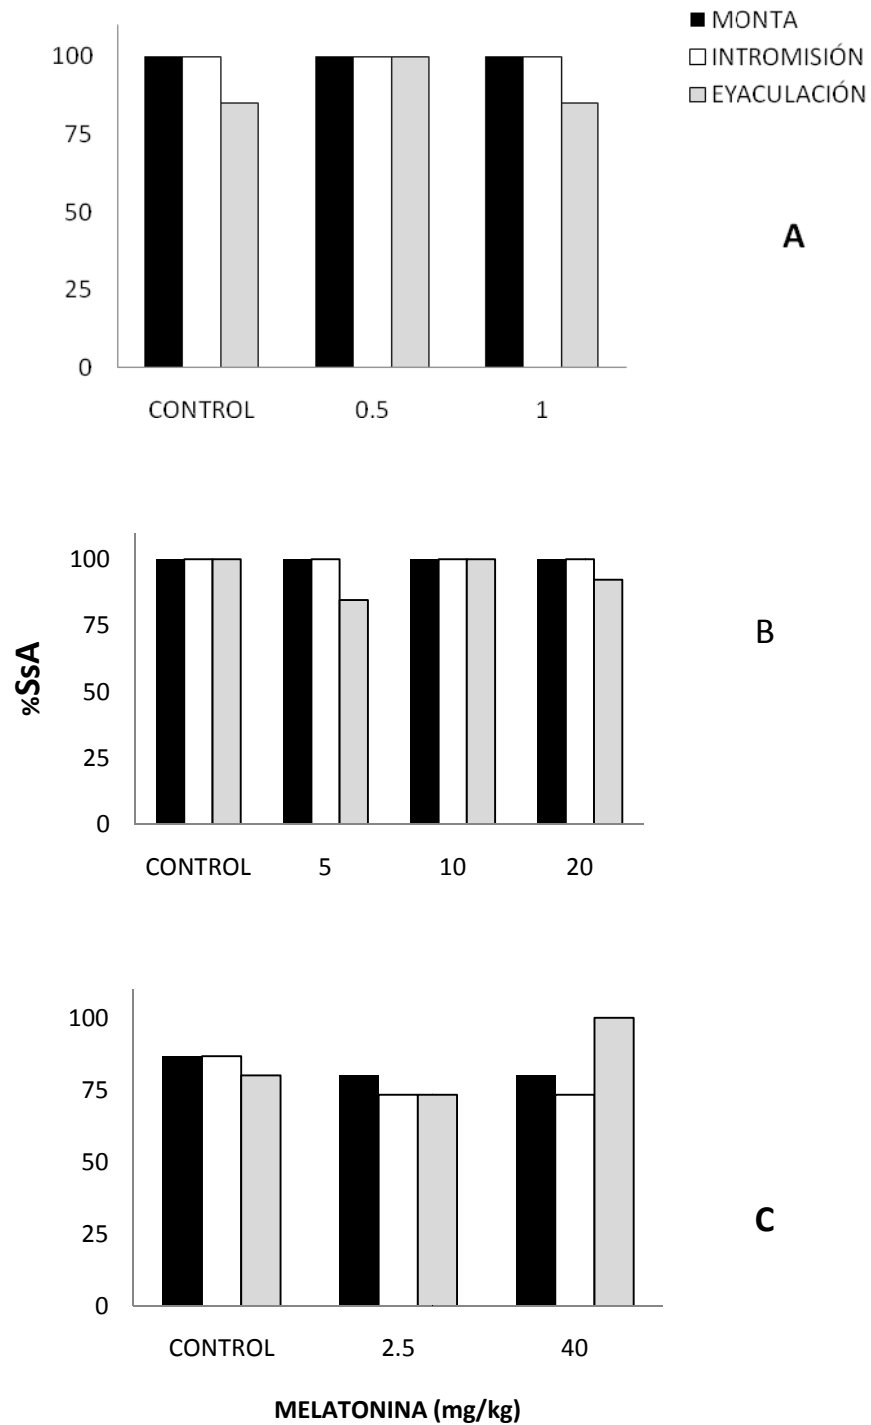 MONTA
INTROMISIÓN
EYACULACIÓN
100
75
50
25
0
A
CONTROL 0.5 1
%SsA
100
75
50
25
0
B
CONTROL 5 10 20
100
75
50
25
0
C
CONTROL 2.5 40
MELATONINA (mg/kg)